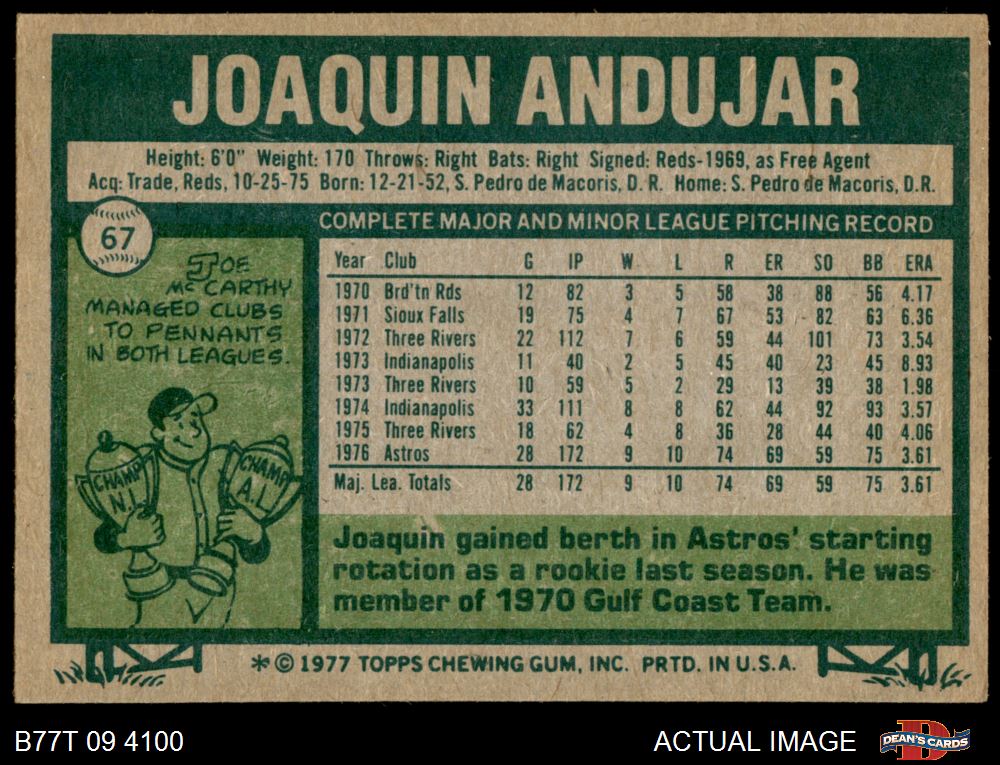 JOAQUIN ANDUJAR
Height: 6'0" Weight: 170 Throws: Right Bats: Right Signed: Reds-1969, as Free Agent
Acq: Trade, Reds, 10-25-75 Born: 12-21-52, S. Pedro de Macoris, D. R. Home: S. Pedro de Macoris, D.R.
67
JOE
MCCARTHY
MANAGED CLUBS
TO PENNANTS
IN BOTH LEAGUES.
CHAMP N.L.
CHAMP A.L.
COMPLETE MAJOR AND MINOR LEAGUE PITCHING RECORD
Year Club G IP W L R ER SO BB ERA
1970 Brd'tn Rds 12 82 3 5 58 38 88 56 4.17
1971 Sioux Falls 19 75 4 7 67 53 82 63 6.36
1972 Three Rivers 22 112 7 6 59 44 101 73 3.54
1973 Indianapolis 11 40 2 5 45 40 23 45 8.93
1973 Three Rivers 10 59 5 2 29 13 39 38 1.98
1974 Indianapolis 33 111 8 8 62 44 92 93 3.57
1975 Three Rivers 18 62 4 8 36 28 44 40 4.06
1976 Astros 28 172 9 10 74 69 59 75 3.61
Maj. Lea. Totals 28 172 9 10 74 69 59 75 3.61
Joaquin gained berth in Astros' starting
rotation as a rookie last season. He was
member of 1970 Gulf Coast Team.
*© 1977 TOPPS CHEWING GUM, INC. PRTD. IN U.S.A.
B77T 09 4100
ACTUAL IMAGE
DEAN'S CARDS